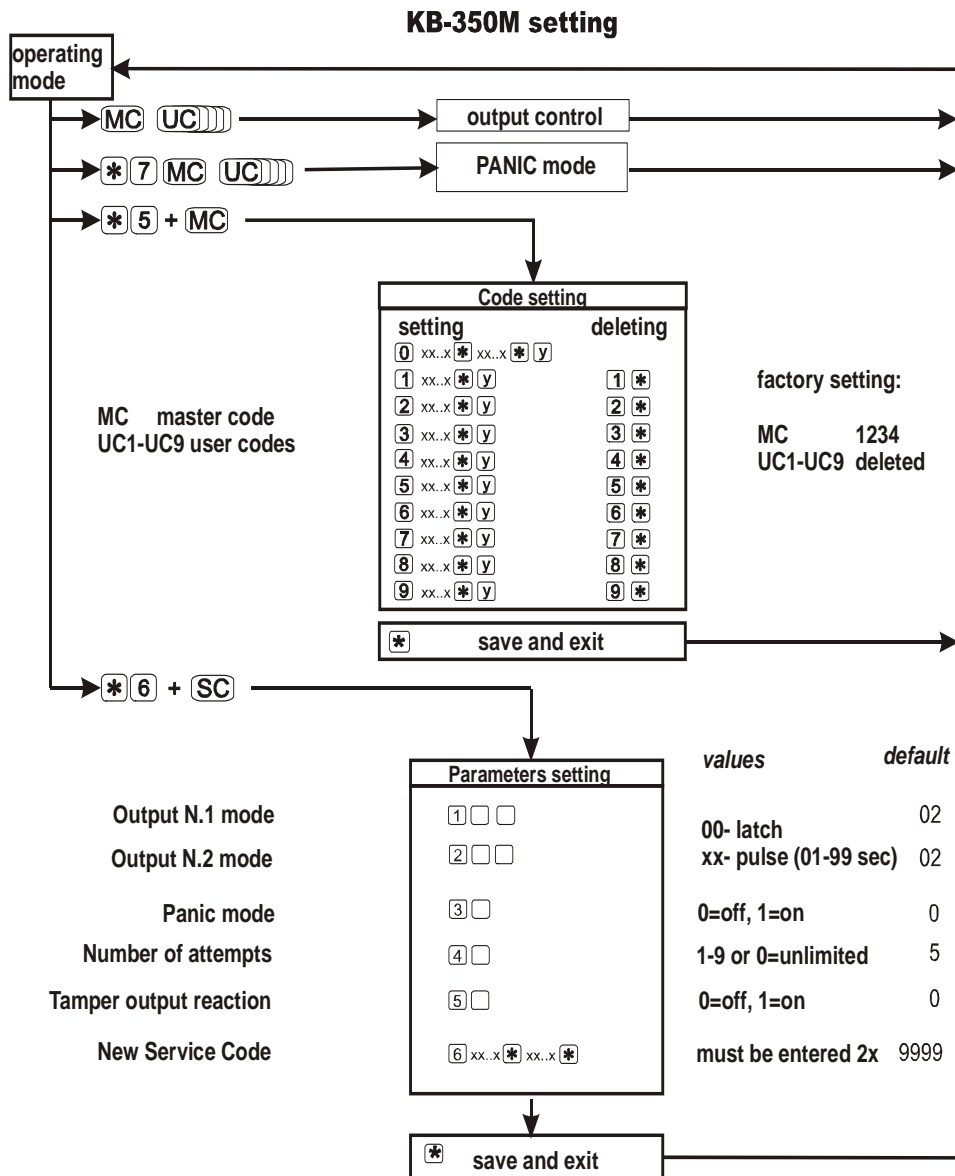 KB-350M setting
operating
mode
MC UC output control
* 7 MC UC PANIC mode
* 5 + MC
Code setting
setting deleting
0 xx..x * xx..x * y
1 xx..x * y 1 *
2 xx..x * y 2 *
3 xx..x * y 3 *
4 xx..x * y 4 *
5 xx..x * y 5 *
6 xx..x * y 6 *
7 xx..x * y 7 *
8 xx..x * y 8 *
9 xx..x * y 9 *
MC master code
UC1-UC9 user codes
factory setting:
MC 1234
UC1-UC9 deleted
* save and exit
* 6 + SC
Parameters setting
values default
Output N.1 mode 1 00- latch 02
Output N.2 mode 2 xx- pulse (01-99 sec) 02
Panic mode 3 0=off, 1=on 0
Number of attempts 4 1-9 or 0=unlimited 5
Tamper output reaction 5 0=off, 1=on 0
New Service Code 6 xx..x * xx..x * must be entered 2x 9999
* save and exit